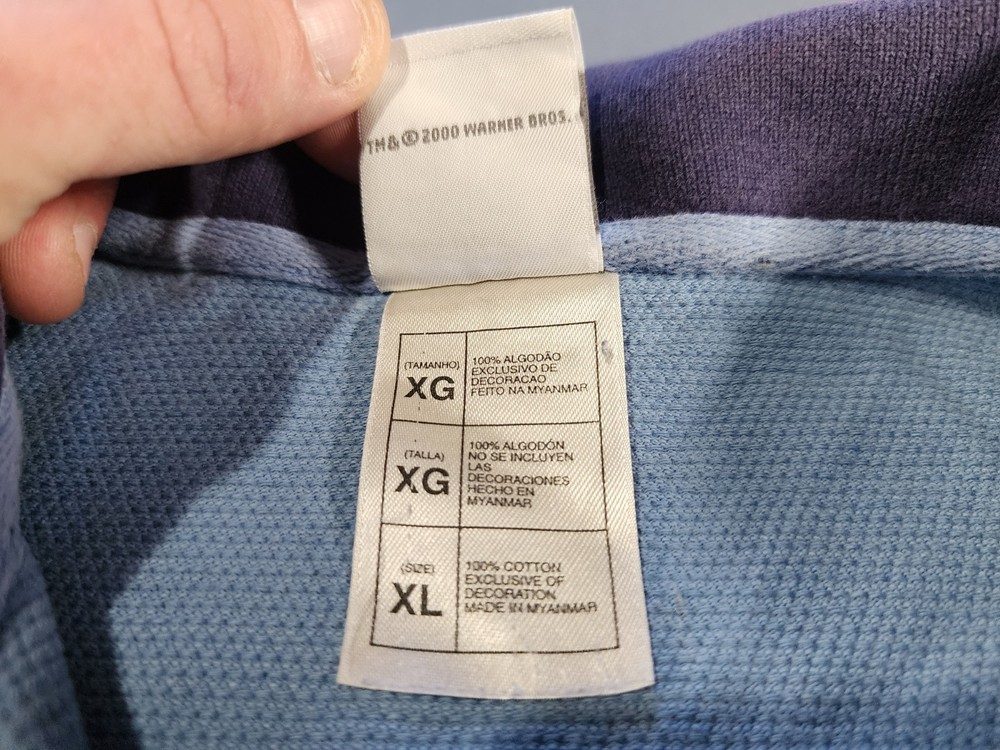 TM& © 2000 WARNER BROS.
(TAMANHO)
XG
100% ALGODÃO
EXCLUSIVO DE
DECORACAO
FEITO NA MYANMAR
(TALLA)
XG
100% ALGODÓN
NO SE INCLUYEN
LAS
DECORACIONES
HECHO EN
MYANMAR
(SIZE)
XL
100% COTTON
EXCLUSIVE OF
DECORATION
MADE IN MYANMAR